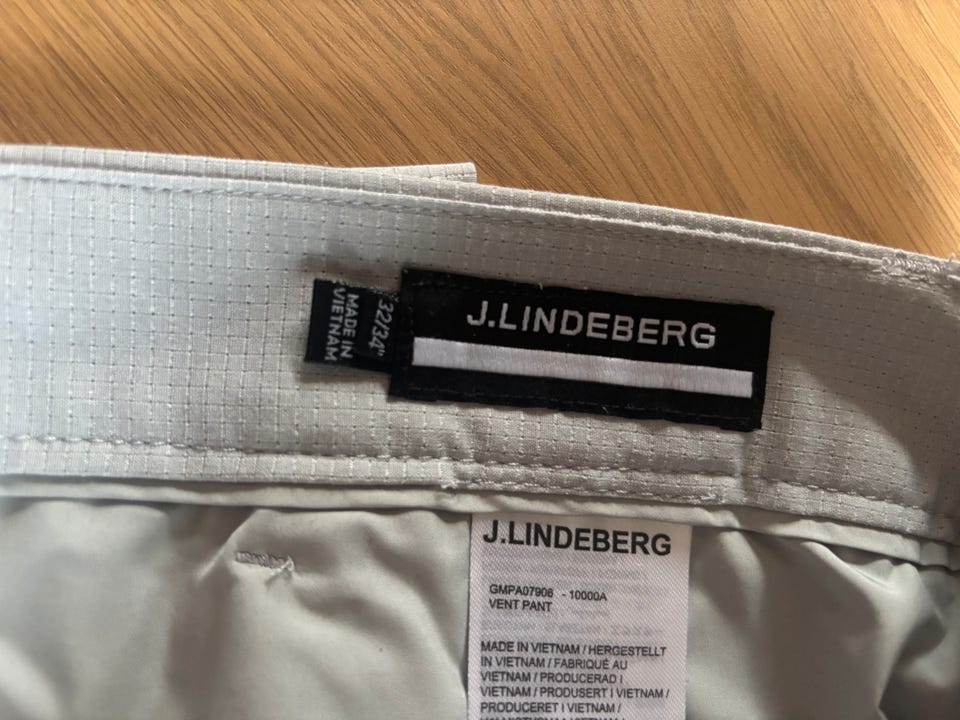 J.LINDEBERG
32/34"
MADE IN
VIETNAM
J.LINDEBERG
GMPA07908 - 10000A
VENT PANT
MADE IN VIETNAM / HERGESTELLT
IN VIETNAM / FABRIQUÉ AU
VIETNAM / PRODUCERAD I
VIETNAM / PRODUSERT I VIETNAM /
PRODUCERET I VIETNAM /